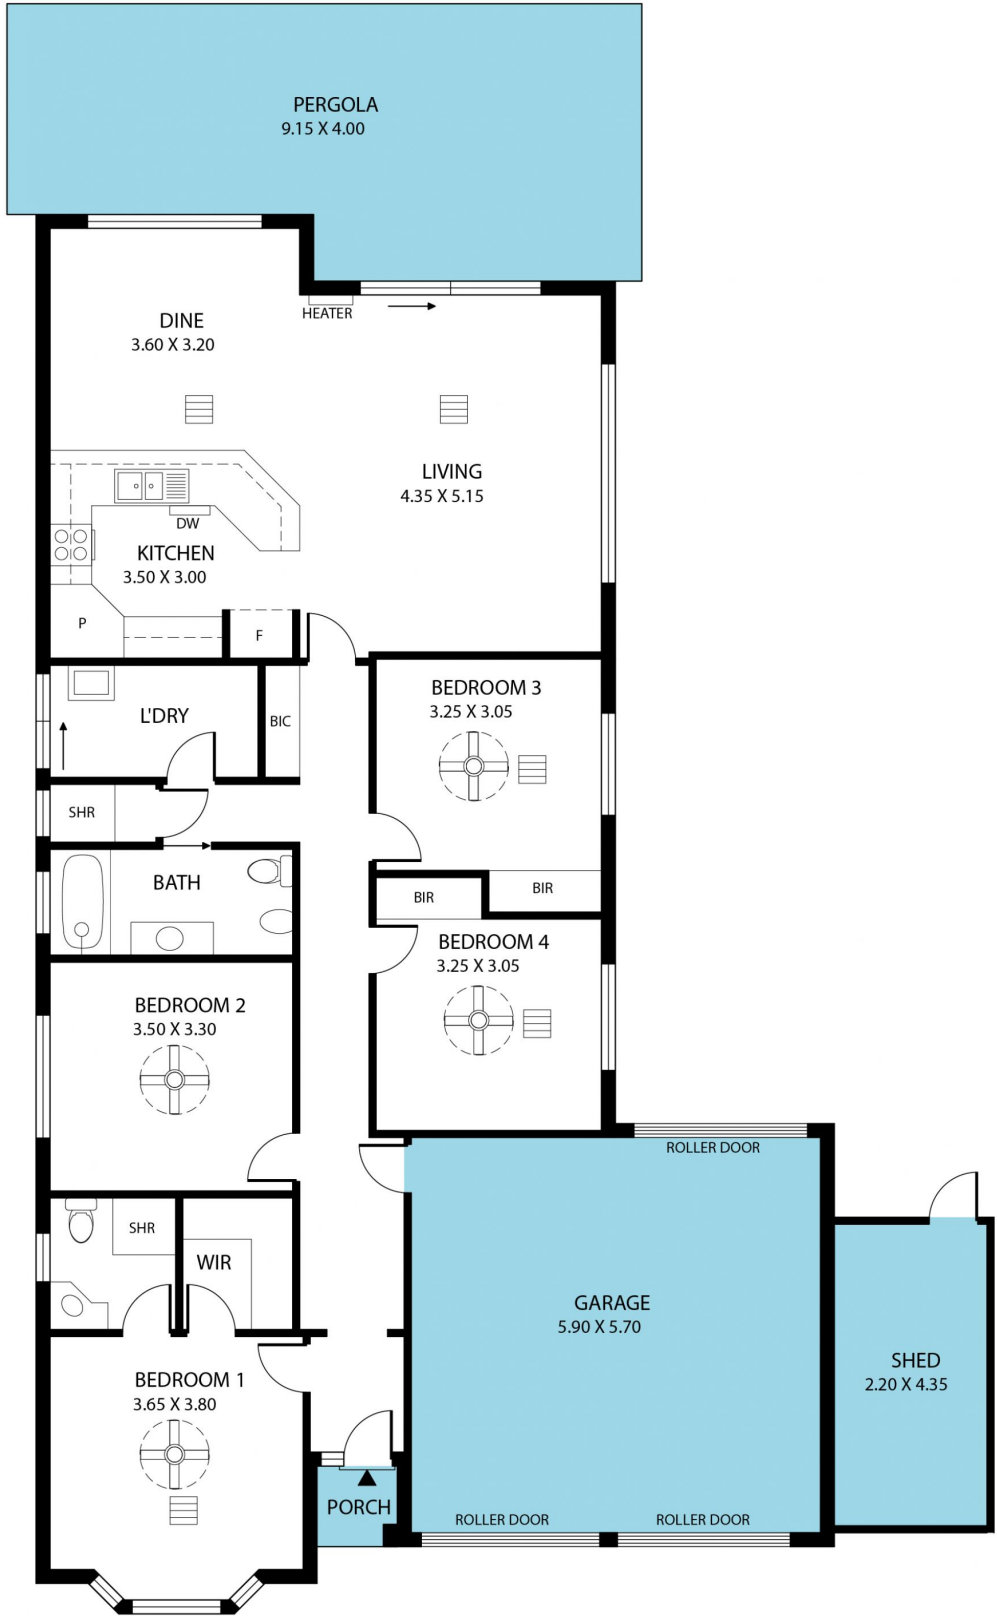 PERGOLA
9.15 X 4.00
HEATER
DINE
3.60 X 3.20
LIVING
4.35 X 5.15
DW
KITCHEN
3.50 X 3.00
P
F
L'DRY
BIC
BEDROOM 3
3.25 X 3.05
SHR
BATH
BIR
BIR
BEDROOM 4
3.25 X 3.05
BEDROOM 2
3.50 X 3.30
ROLLER DOOR
SHR
WIR
GARAGE
5.90 X 5.70
SHED
2.20 X 4.35
BEDROOM 1
3.65 X 3.80
PORCH
ROLLER DOOR
ROLLER DOOR